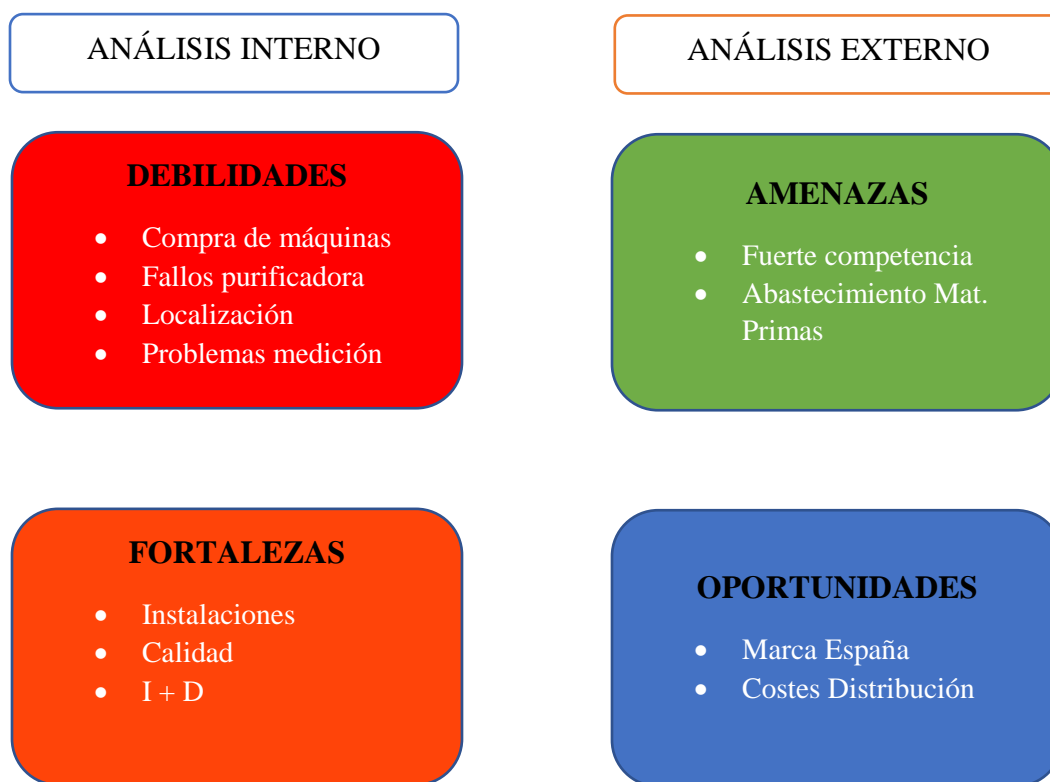 ANÁLISIS INTERNO
ANÁLISIS EXTERNO
DEBILIDADES
• Compra de máquinas
• Fallos purificadora
• Localización
• Problemas medición
AMENAZAS
• Fuerte competencia
• Abastecimiento Mat.
Primas
FORTALEZAS
• Instalaciones
• Calidad
• I + D
OPORTUNIDADES
• Marca España
• Costes Distribución